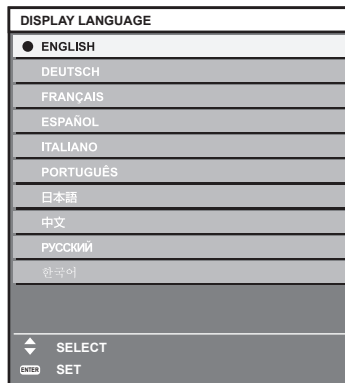 DISPLAY LANGUAGE
ENGLISH
DEUTSCH
FRANÇAIS
ESPAÑOL
ITALIANO
PORTUGUÊS
日本語
中文
РУССКИЙ
한국어
SELECT
ENTER SET